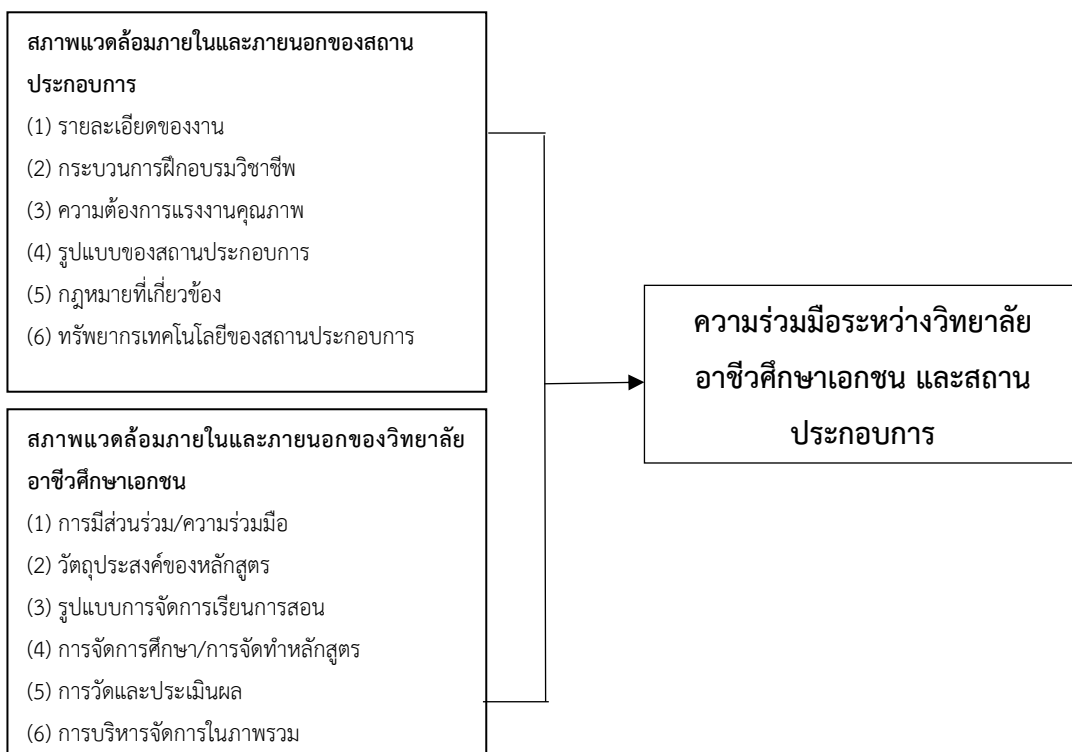 สภาพแวดล้อมภายในและภายนอกของสถาน
ประกอบการ
(1) รายละเอียดของงาน
(2) กระบวนการฝึกอบรมวิชาชีพ
(3) ความต้องการแรงงานคุณภาพ
(4) รูปแบบของสถานประกอบการ
(5) กฎหมายที่เกี่ยวข้อง
(6) ทรัพยากรเทคโนโลยีของสถานประกอบการ
สภาพแวดล้อมภายในและภายนอกของวิทยาลัย
อาชีวศึกษาเอกชน
(1) การมีส่วนร่วม/ความร่วมมือ
(2) วัตถุประสงค์ของหลักสูตร
(3) รูปแบบการจัดการเรียนการสอน
(4) การจัดการศึกษา/การจัดทำหลักสูตร
(5) การวัดและประเมินผล
(6) การบริหารจัดการในภาพรวม
ความร่วมมือระหว่างวิทยาลัย
อาชีวศึกษาเอกชน และสถาน
ประกอบการ